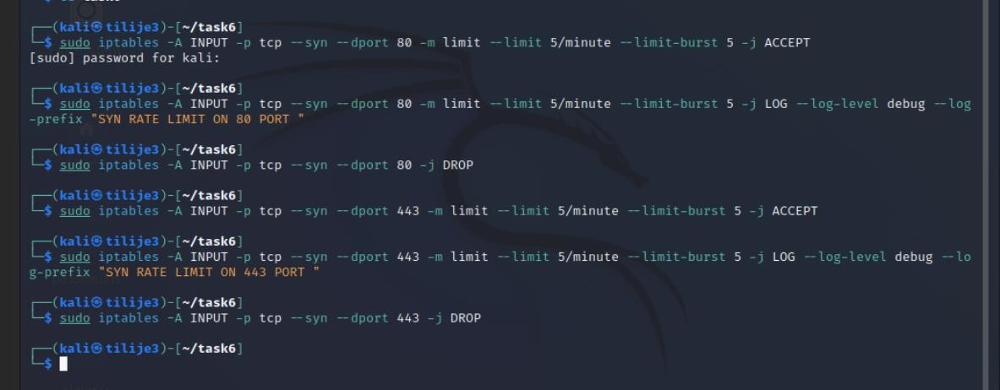 ┌──(kali㉿tilije3)-[~/task6]
└─$ sudo iptables -A INPUT -p tcp --syn --dport 80 -m limit --limit 5/minute --limit-burst 5 -j ACCEPT
[sudo] password for kali:
┌──(kali㉿tilije3)-[~/task6]
└─$ sudo iptables -A INPUT -p tcp --syn --dport 80 -m limit --limit 5/minute --limit-burst 5 -j LOG --log-level debug --log
-prefix "SYN RATE LIMIT ON 80 PORT "
┌──(kali㉿tilije3)-[~/task6]
└─$ sudo iptables -A INPUT -p tcp --syn --dport 80 -j DROP
┌──(kali㉿tilije3)-[~/task6]
└─$ sudo iptables -A INPUT -p tcp --syn --dport 443 -m limit --limit 5/minute --limit-burst 5 -j ACCEPT
┌──(kali㉿tilije3)-[~/task6]
└─$ sudo iptables -A INPUT -p tcp --syn --dport 443 -m limit --limit 5/minute --limit-burst 5 -j LOG --log-level debug --lo
g-prefix "SYN RATE LIMIT ON 443 PORT "
┌──(kali㉿tilije3)-[~/task6]
└─$ sudo iptables -A INPUT -p tcp --syn --dport 443 -j DROP
┌──(kali㉿tilije3)-[~/task6]
└─$